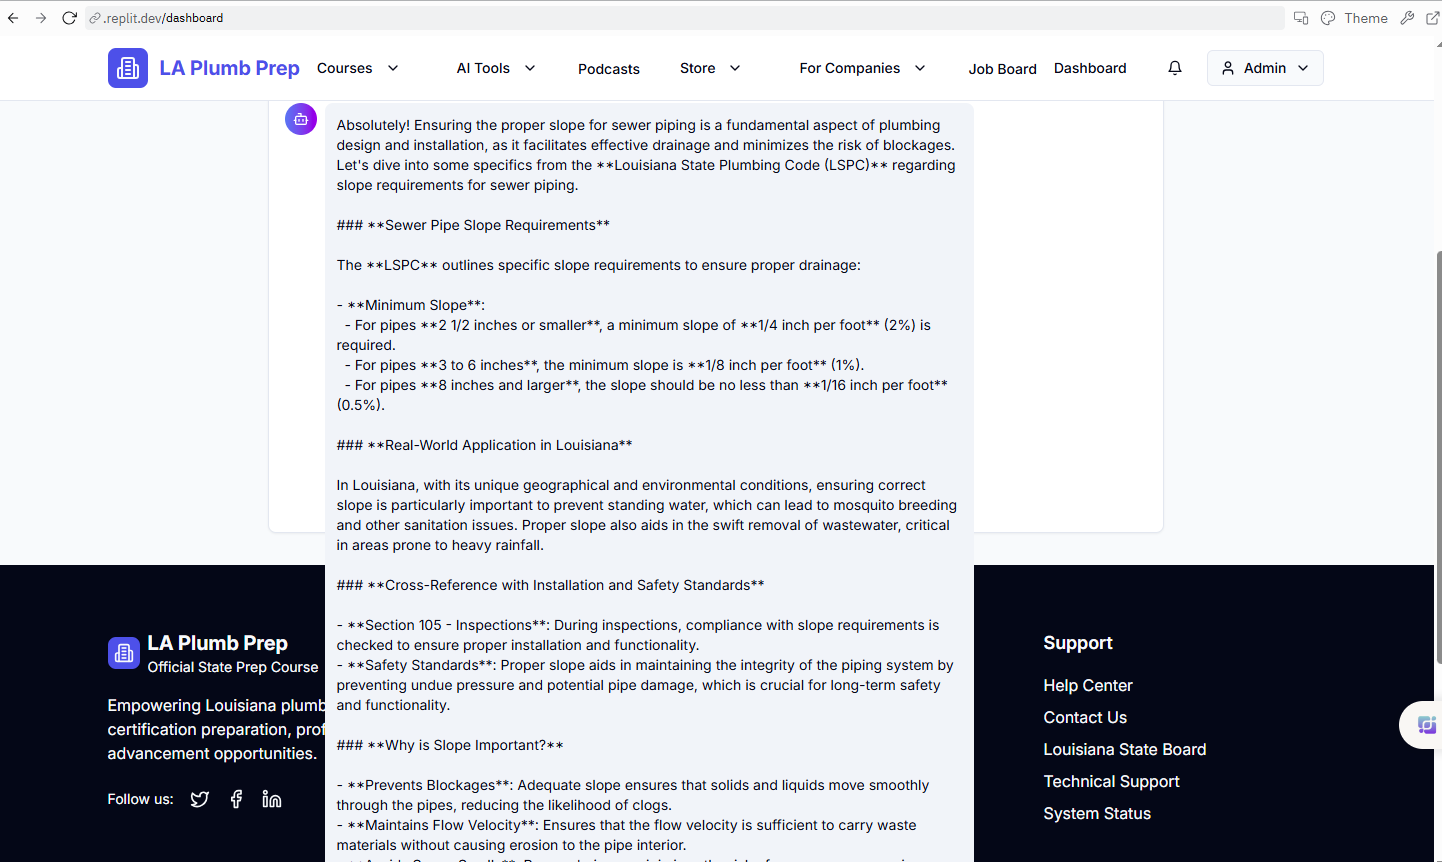 .replit.dev/dashboard
Theme
LA Plumb Prep
Courses
AI Tools
Podcasts
Store
For Companies
Job Board
Dashboard
Admin
Absolutely! Ensuring the proper slope for sewer piping is a fundamental aspect of plumbing
design and installation, as it facilitates effective drainage and minimizes the risk of blockages.
Let's dive into some specifics from the **Louisiana State Plumbing Code (LSPC)** regarding
slope requirements for sewer piping.
### **Sewer Pipe Slope Requirements**
The **LSPC** outlines specific slope requirements to ensure proper drainage:
- **Minimum Slope**:
- For pipes **2 1/2 inches or smaller**, a minimum slope of **1/4 inch per foot** (2%) is
required.
- For pipes **3 to 6 inches**, the minimum slope is **1/8 inch per foot** (1%).
- For pipes **8 inches and larger**, the slope should be no less than **1/16 inch per foot**
(0.5%).
### **Real-World Application in Louisiana**
In Louisiana, with its unique geographical and environmental conditions, ensuring correct
slope is particularly important to prevent standing water, which can lead to mosquito breeding
and other sanitation issues. Proper slope also aids in the swift removal of wastewater, critical
in areas prone to heavy rainfall.
### **Cross-Reference with Installation and Safety Standards**
- **Section 105 - Inspections**: During inspections, compliance with slope requirements is
checked to ensure proper installation and functionality.
- **Safety Standards**: Proper slope aids in maintaining the integrity of the piping system by
preventing undue pressure and potential pipe damage, which is crucial for long-term safety
and functionality.
### **Why is Slope Important?**
- **Prevents Blockages**: Adequate slope ensures that solids and liquids move smoothly
through the pipes, reducing the likelihood of clogs.
- **Maintains Flow Velocity**: Ensures that the flow velocity is sufficient to carry waste
materials without causing erosion to the pipe interior.
LA Plumb Prep
Official State Prep Course
Empowering Louisiana plumb
certification preparation, prof
advancement opportunities.
Follow us:
Support
Help Center
Contact Us
Louisiana State Board
Technical Support
System Status